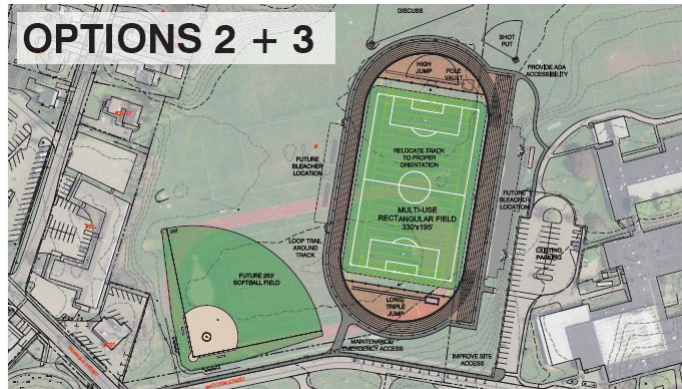 OPTIONS 2 + 3
DISCUSS
SHOT
PUT
HIGH
JUMP
POLE
VAULT
PROVIDE ADA
ACCESSIBILITY
RELOCATE TRACK
TO PROPER
ORIENTATION
FUTURE
BLEACHER
LOCATION
FUTURE
BLEACHER
LOCATION
MULTI-USE
RECTANGULAR FIELD
330'x195'
LOOP TRAIL
AROUND
TRACK
EXISTING
PARKING
FUTURE 250'
SOFTBALL FIELD
LONG/
TRIPLE
JUMP
MAINTENANCE/
EMERGENCY ACCESS
IMPROVE SITE
ACCESS